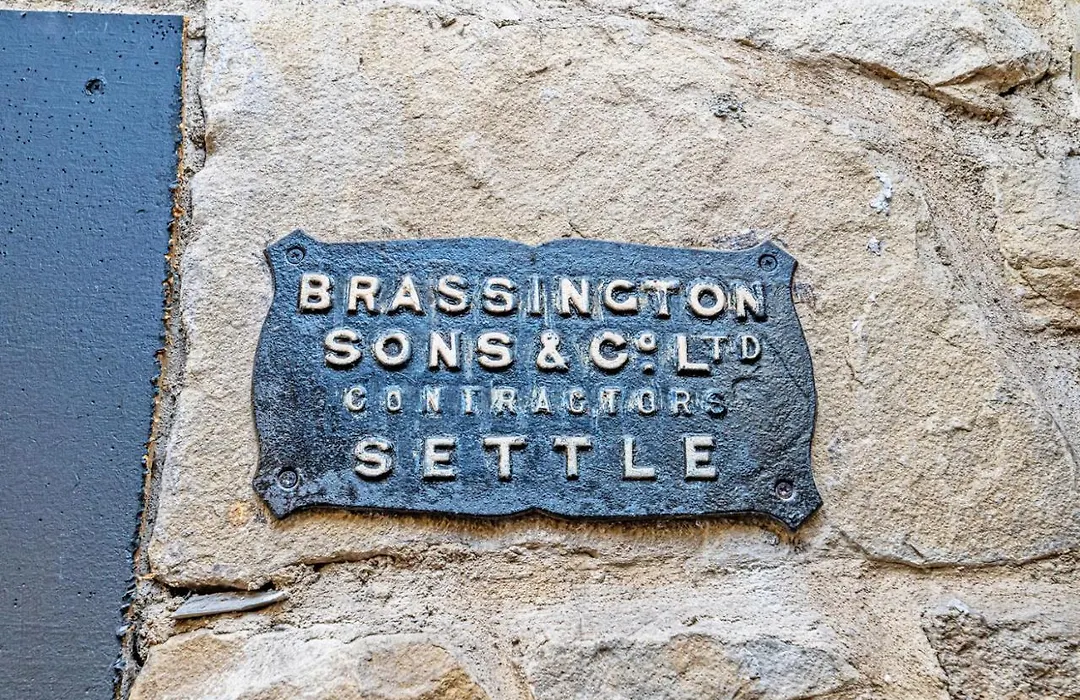 BRASSINGTON
SONS & Cº. LTD
CONTRACTORS
SETTLE